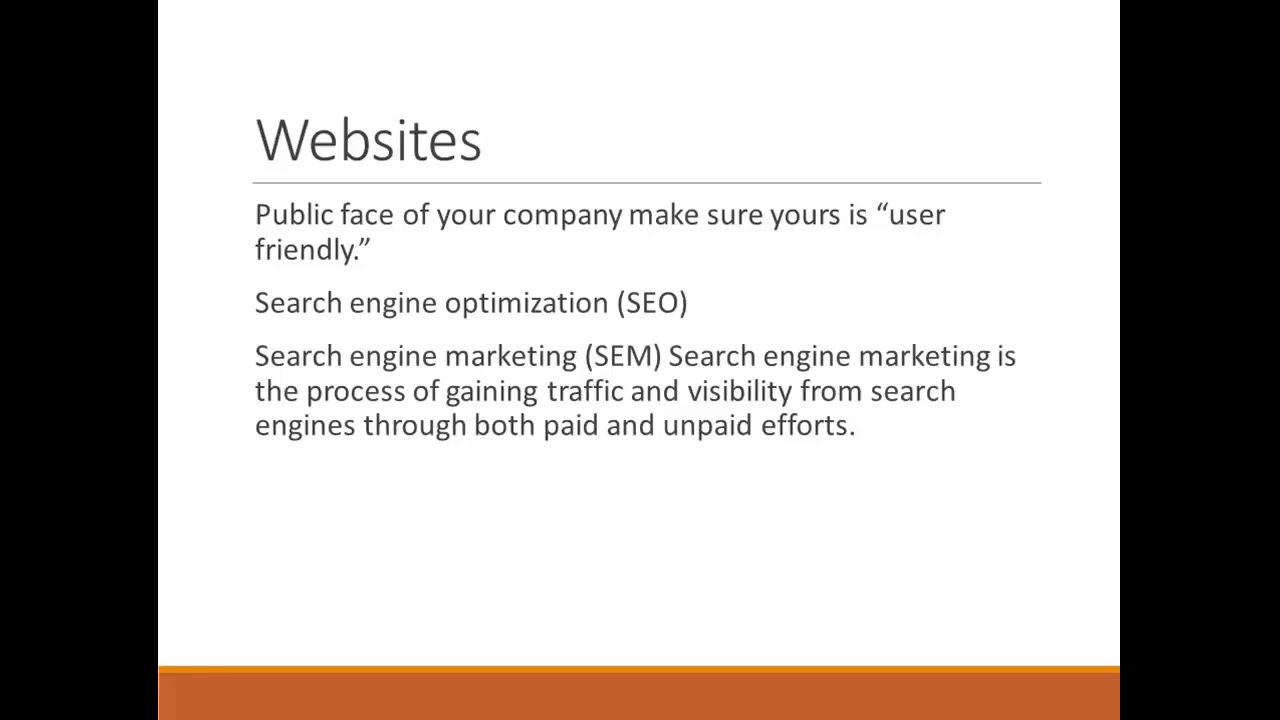 Websites
Public face of your company make sure yours is “user
friendly.”
Search engine optimization (SEO)
Search engine marketing (SEM) Search engine marketing is
the process of gaining traffic and visibility from search
engines through both paid and unpaid efforts.